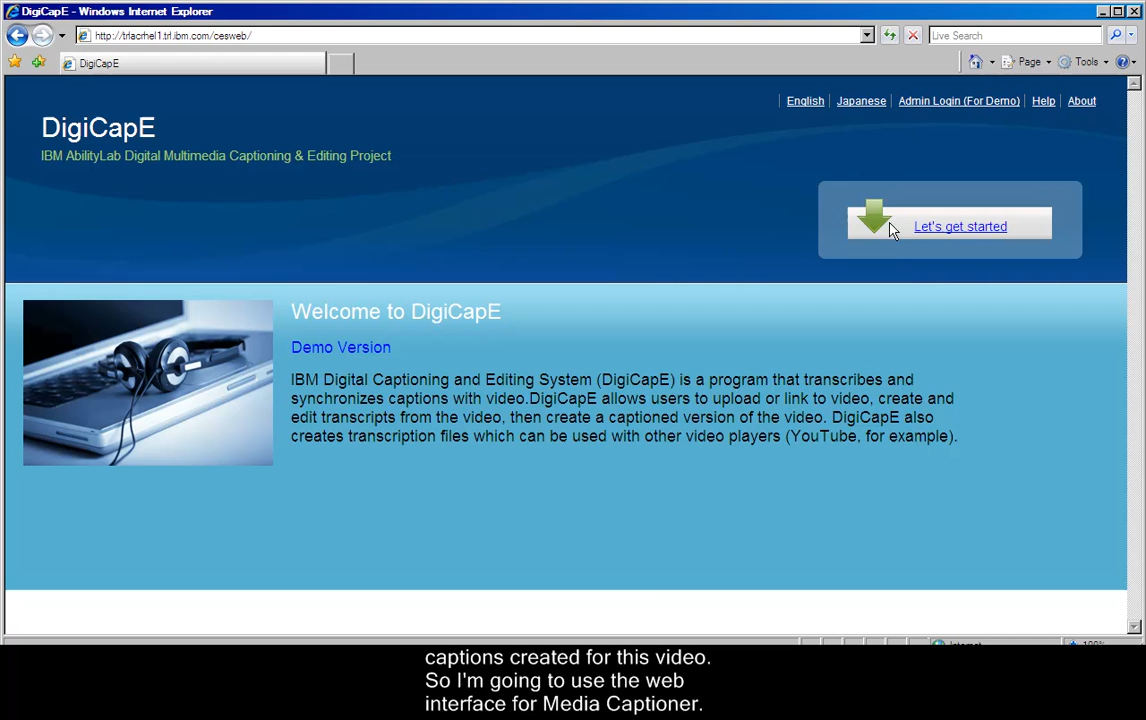 DigiCapE - Windows Internet Explorer
http://trlacrhel1.trl.ibm.com/cesweb/
Live Search
DigiCapE
Page
Tools
English
Japanese
Admin Login (For Demo)
Help
About
DigiCapE
IBM AbilityLab Digital Multimedia Captioning & Editing Project
Let's get started
Welcome to DigiCapE
Demo Version
IBM Digital Captioning and Editing System (DigiCapE) is a program that transcribes and
synchronizes captions with video.DigiCapE allows users to upload or link to video, create and
edit transcripts from the video, then create a captioned version of the video. DigiCapE also
creates transcription files which can be used with other video players (YouTube, for example).
Internet
100%
captions created for this video.
So I'm going to use the web
interface for Media Captioner.